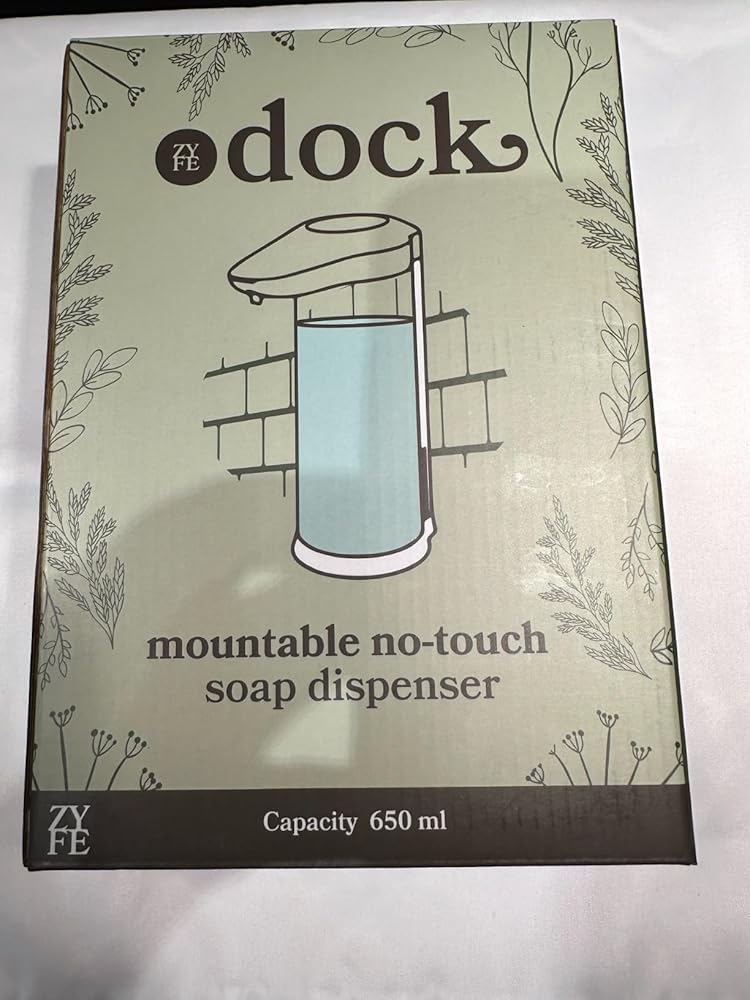 ZY
FE
dock
mountable no-touch
soap dispenser
ZY
FE
Capacity 650 ml